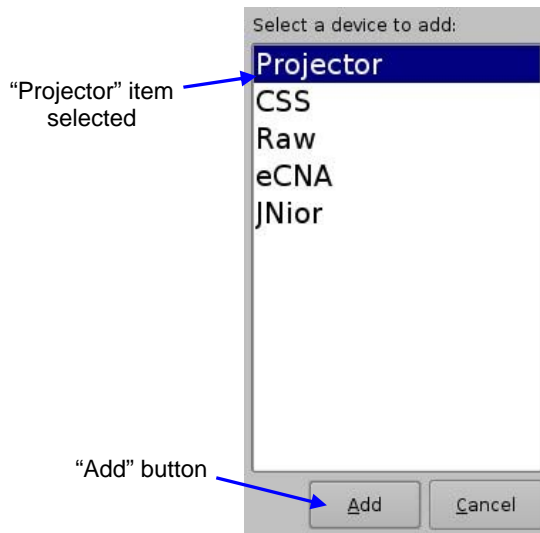 Select a device to add:
Projector
“Projector” item
selected
CSS
Raw
eCNA
JNior
“Add” button
Add
Cancel